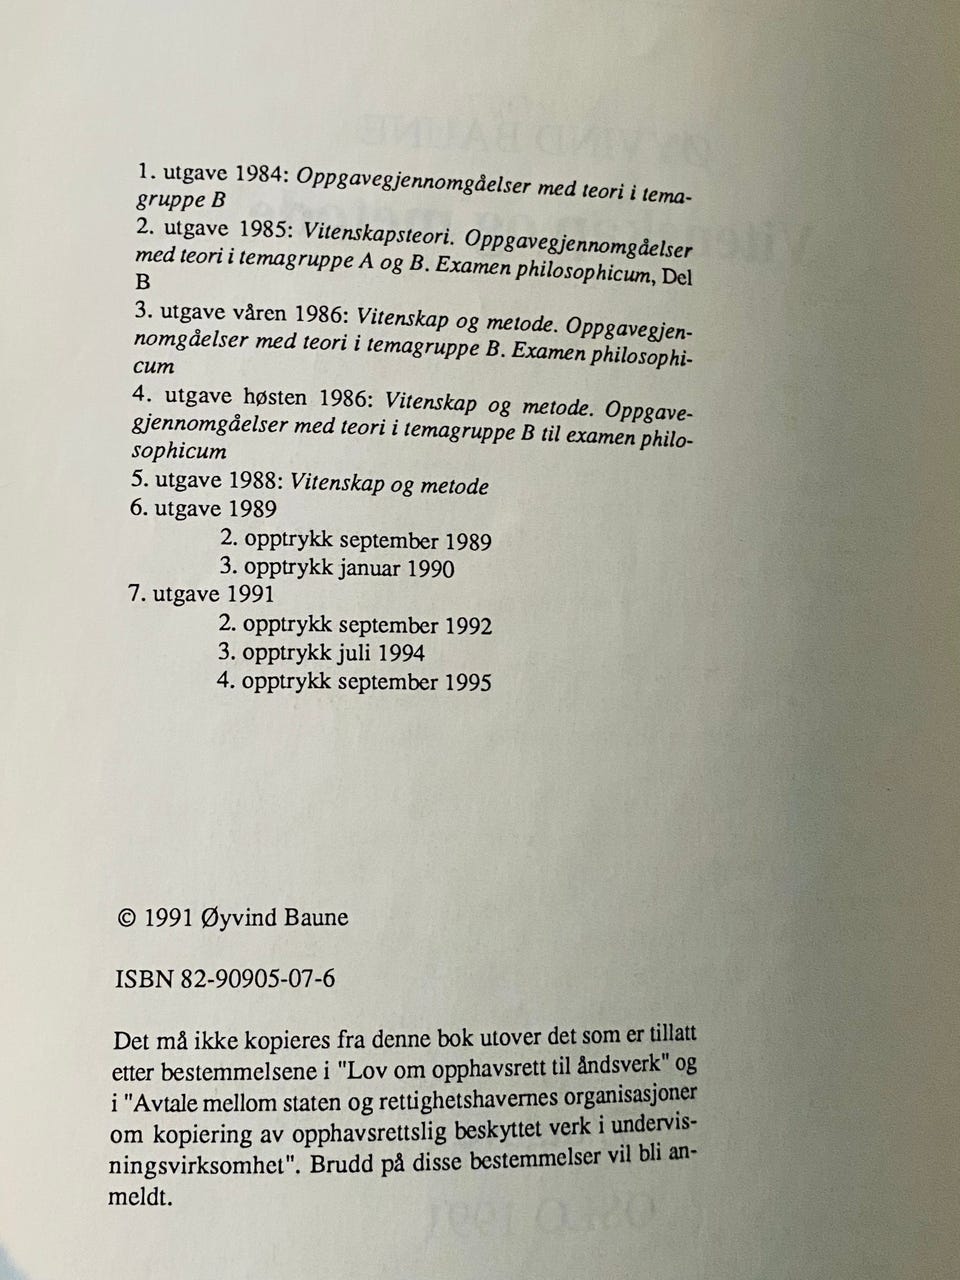 1. utgave 1984: Oppgavegjennomgåelser med teori i tema-
gruppe B
2. utgave 1985: Vitenskapsteori. Oppgavegjennomgåelser
med teori i temagruppe A og B. Examen philosophicum, Del
B
3. utgave våren 1986: Vitenskap og metode. Oppgavegjen-
nomgåelser med teori i temagruppe B. Examen philosophi-
cum
4. utgave høsten 1986: Vitenskap og metode. Oppgave-
gjennomgåelser med teori i temagruppe B til examen philo-
sophicum
5. utgave 1988: Vitenskap og metode
6. utgave 1989
2. opptrykk september 1989
3. opptrykk januar 1990
7. utgave 1991
2. opptrykk september 1992
3. opptrykk juli 1994
4. opptrykk september 1995
© 1991 Øyvind Baune
ISBN 82-90905-07-6
Det må ikke kopieres fra denne bok utover det som er tillatt
etter bestemmelsene i "Lov om opphavsrett til åndsverk" og
i "Avtale mellom staten og rettighetshavernes organisasjoner
om kopiering av opphavsrettslig beskyttet verk i undervis-
ningsvirksomhet". Brudd på disse bestemmelser vil bli an-
meldt.